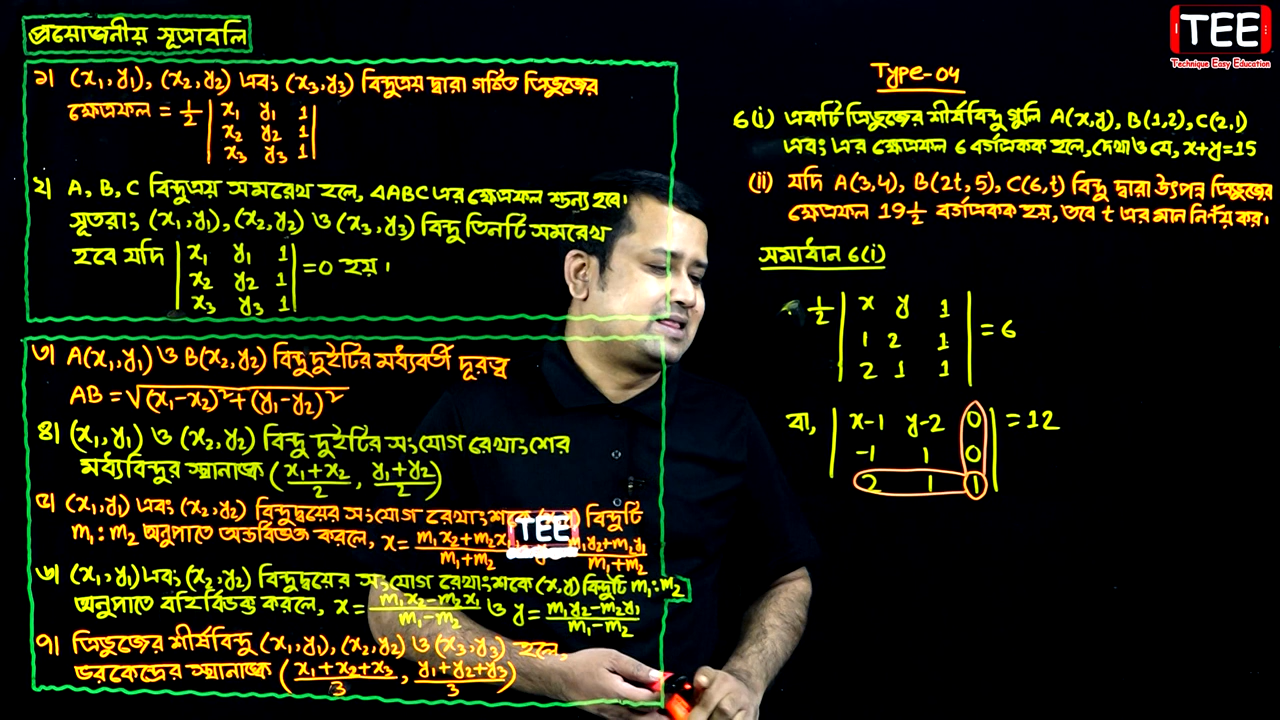 প্রয়োজনীয় সূত্রাবলি
১। (x₁, y₁), (x₂, y₂) এবং (x₃, y₃) বিন্দুত্রয় দ্বারা গঠিত ত্রিভুজের
ক্ষেত্রফল = 1/2 | x₁ y₁ 1 |
x₂ y₂ 1
x₃ y₃ 1
২। A, B, C বিন্দুত্রয় সমরেখ হলে, ΔABC এর ক্ষেত্রফল শূন্য হবে।
সুতরাং (x₁, y₁), (x₂, y₂) ও (x₃, y₃) বিন্দু তিনটি সমরেখ
হবে যদি | x₁ y₁ 1 |
x₂ y₂ 1 = 0 হয়।
x₃ y₃ 1
৩। A(x₁, y₁) ও B(x₂, y₂) বিন্দু দুইটির মধ্যবর্তী দূরত্ব
AB = √(x₁-x₂)²+(y₁-y₂)²
৪। (x₁, y₁) ও (x₂, y₂) বিন্দু দুইটির সংযোগ রেখাংশের
মধ্যবিন্দুর স্থানাঙ্ক (x₁+x₂/2, y₁+y₂/2)
৫। (x₁, y₁) এবং (x₂, y₂) বিন্দুদ্বয়ের সংযোগ রেখাংশকে বিন্দুটি
m₁ : m₂ অনুপাতে অন্তর্বিভক্ত করলে, x = m₁x₂+m₂x₁/m₁+m₂ m₁y₂+m₂y₁/m₁+m₂
৬। (x₁, y₁) এবং (x₂, y₂) বিন্দুদ্বয়ের সংযোগ রেখাংশকে (x, y) বিন্দুটি m₁:m₂
অনুপাতে বহির্বিভক্ত করলে, x = m₁x₂-m₂x₁/m₁-m₂ ও y = m₁y₂-m₂y₁/m₁-m₂
৭। ত্রিভুজের শীর্ষবিন্দু (x₁, y₁), (x₂, y₂) ও (x₃, y₃) হলে,
ভরকেন্দ্রের স্থানাঙ্ক (x₁+x₂+x₃/3, y₁+y₂+y₃/3)
TEE
TEE
Technique Easy Education
Type-04
6(i) একটি ত্রিভুজের শীর্ষবিন্দু গুলি A(x,y), B(1,2), C(2,1)
এবং এর ক্ষেত্রফল 6 বর্গএকক হলে, দেখাও যে, x+y=15
(ii) যদি A(3,4), B(2t, 5), C(6,t) বিন্দু দ্বারা উৎপন্ন ত্রিভুজের
ক্ষেত্রফল 19 1/2 বর্গএকক হয়, তবে t এর মান নির্ণয় কর।
সমাধান 6(i)
1/2 | x y 1 |
1 2 1 = 6
2 1 1
বা, | x-1 y-2 0 | = 12
-1 1 0
2 1 1